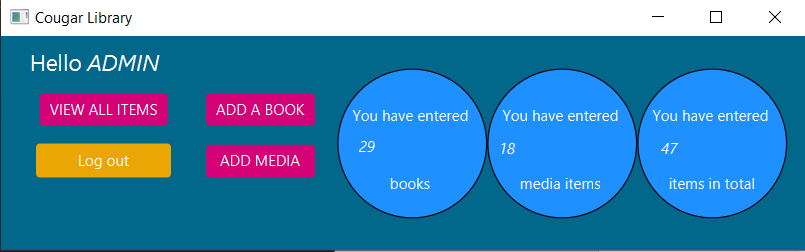 Cougar Library
Hello ADMIN
VIEW ALL ITEMS
ADD A BOOK
Log out
ADD MEDIA
You have entered
29
books
You have entered
18
media items
You have entered
47
items in total